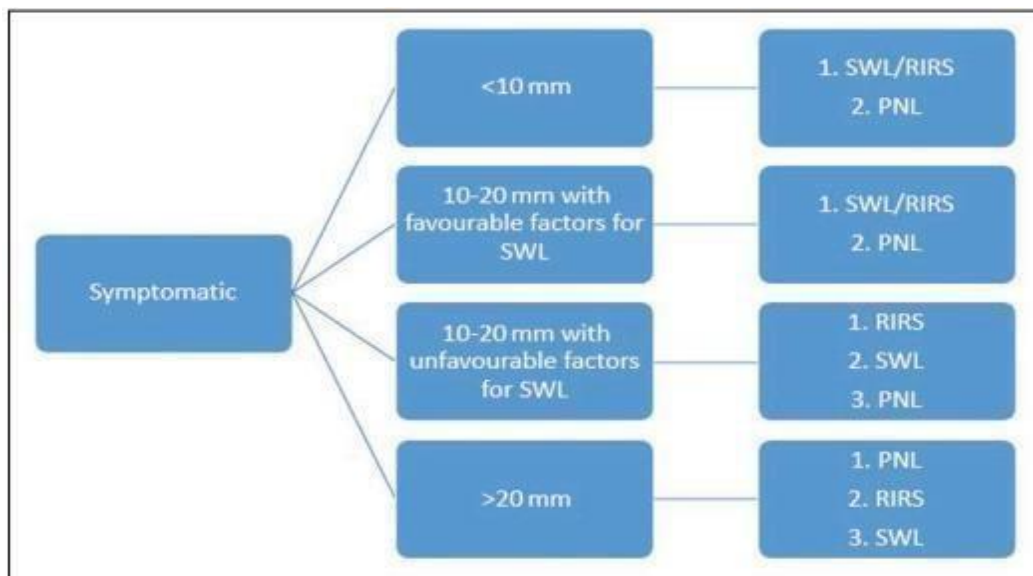 Symptomatic
<10 mm
1. SWL/RIRS
2. PNL
10-20 mm with
favourable factors for
SWL
1. SWL/RIRS
2. PNL
10-20 mm with
unfavourable factors
for SWL
1. RIRS
2. SWL
3. PNL
>20 mm
1. PNL
2. RIRS
3. SWL